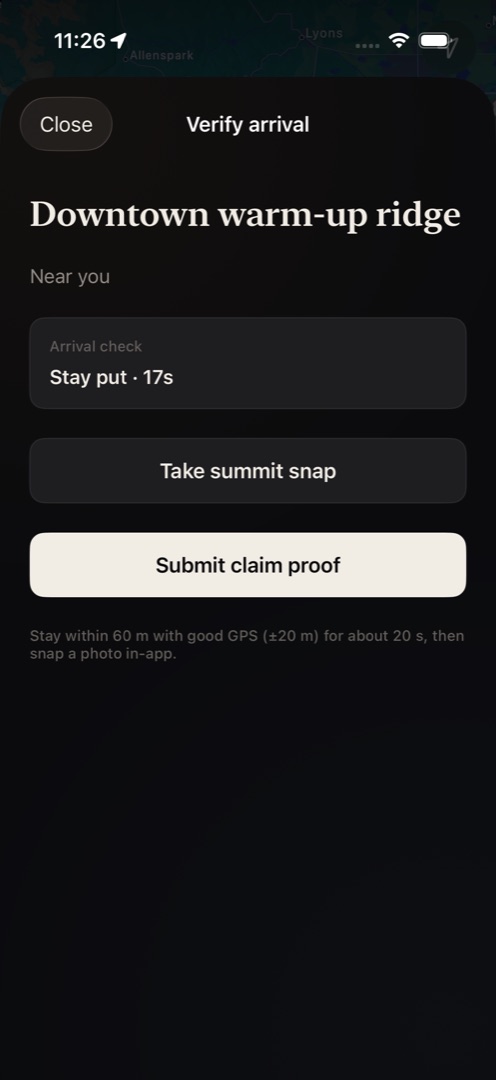 Lyons
11:26
Allenspark
Close
Verify arrival
Downtown warm-up ridge
Near you
Arrival check
Stay put · 17s
Take summit snap
Submit claim proof
Stay within 60 m with good GPS (±20 m) for about 20 s, then
snap a photo in-app.